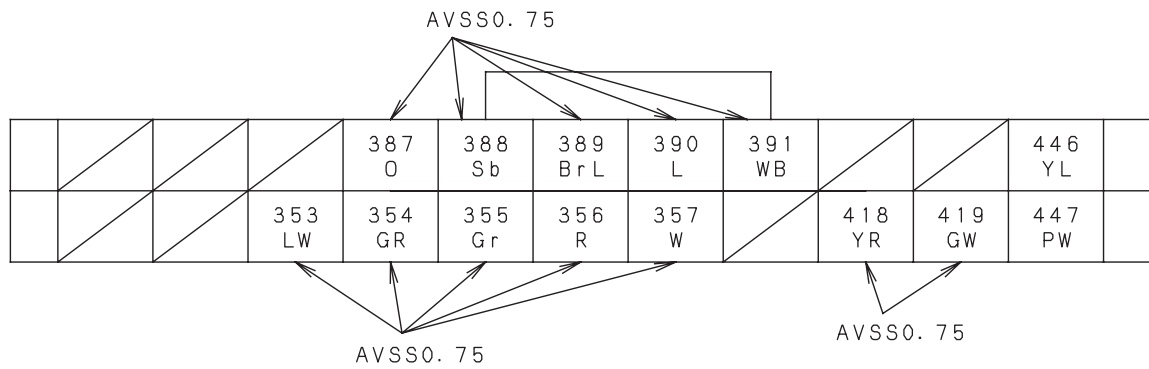 AVSS0.75
387 388 389 390 391 446
O Sb BrL L WB YL
353 354 355 356 357 418 419 447
LW GR Gr R W YR GW PW
AVSS0.75
AVSS0.75